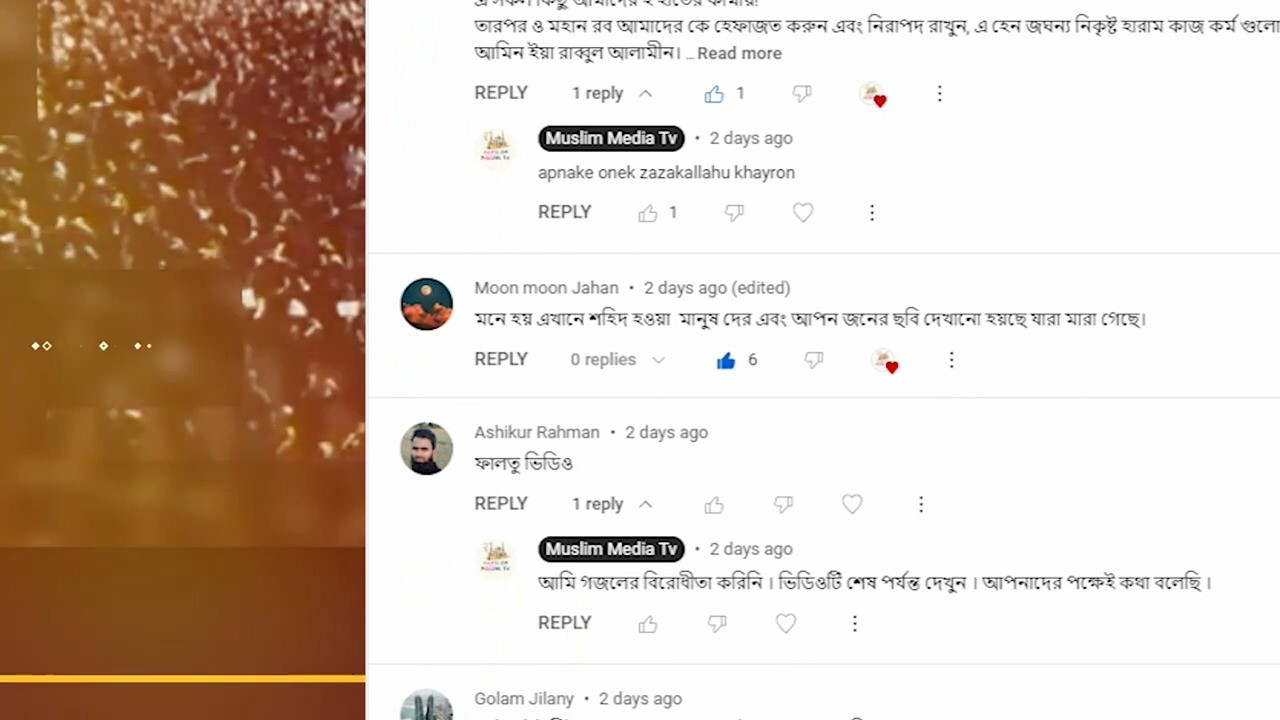 তারপর ও মহান রব আমাদের কে হেফাজত করুন এবং নিরাপদ রাখুন, এ হেন জঘন্য নিকৃষ্ট হারাম কাজ কর্ম গুলো
আমিন ইয়া রাব্বুল আলামীন। ... Read more
REPLY 1 reply 1
Muslim Media Tv • 2 days ago
apnake onek zazakallahu khayron
REPLY 1
Moon moon Jahan • 2 days ago (edited)
মনে হয় এখানে শহিদ হওয়া মানুষ দের এবং আপন জনের ছবি দেখানো হয়ছে যারা মারা গেছে।
REPLY 0 replies 6
Ashikur Rahman • 2 days ago
ফালতু ভিডিও
REPLY 1 reply
Muslim Media Tv • 2 days ago
আমি গজলের বিরোধীতা করিনি। ভিডিওটি শেষ পর্যন্ত দেখুন। আপনাদের পক্ষেই কথা বলেছি।
REPLY
Golam Jilany • 2 days ago